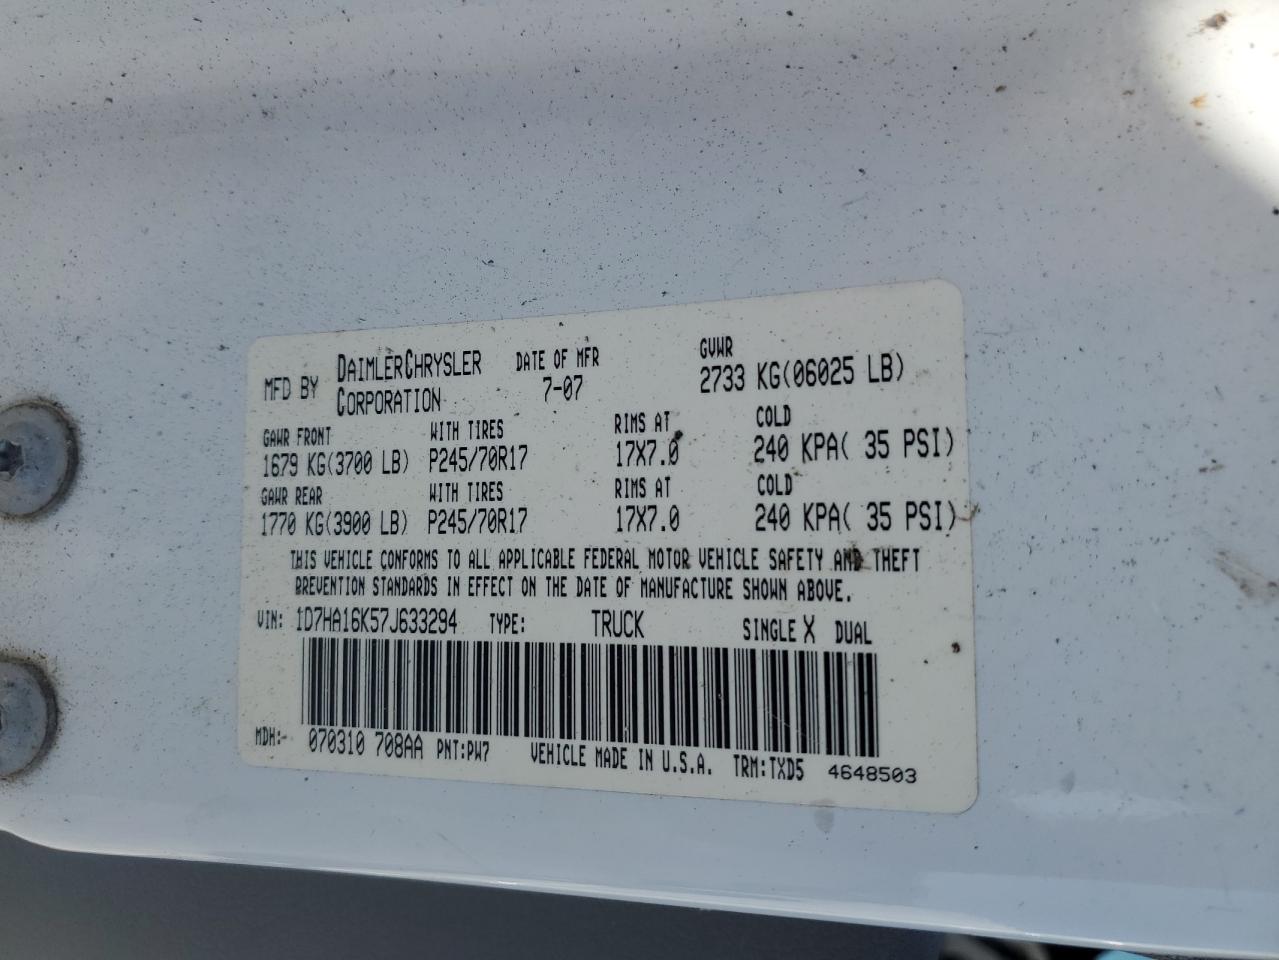 MFD BY DAIMLERCHRYSLER CORPORATION DATE OF MFR 7-07 GVWR 2733 KG(06025 LB)
GAWR FRONT WITH TIRES RIMS AT COLD
1679 KG(3700 LB) P245/70R17 17X7.0 240 KPA( 35 PSI)
GAWR REAR WITH TIRES RIMS AT COLD
1770 KG(3900 LB) P245/70R17 17X7.0 240 KPA( 35 PSI)
THIS VEHICLE CONFORMS TO ALL APPLICABLE FEDERAL MOTOR VEHICLE SAFETY AND THEFT
PREVENTION STANDARDS IN EFFECT ON THE DATE OF MANUFACTURE SHOWN ABOVE.
VIN: 1D7HA16K57J633294 TYPE: TRUCK SINGLE X DUAL
MDH:- 070310 708AA PNT:PW7 VEHICLE MADE IN U.S.A. TRM:TXD5 4648503